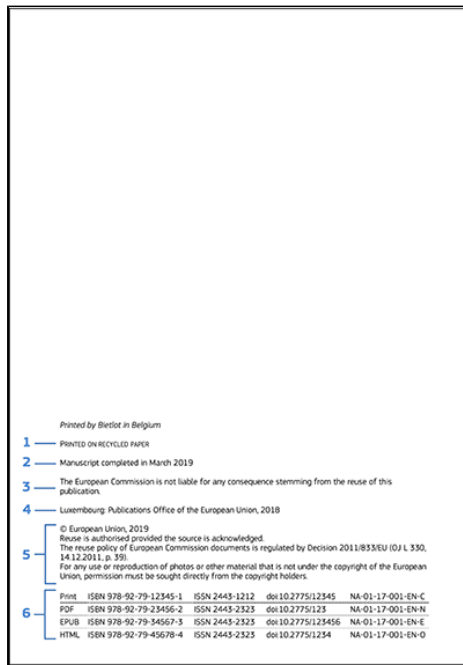 Printed by Bietlot in Belgium
1 PRINTED ON RECYCLED PAPER
2 Manuscript completed in March 2019
3 The European Commission is not liable for any consequence stemming from the reuse of this
publication.
4 Luxembourg: Publications Office of the European Union, 2018
5 © European Union, 2019
Reuse is authorised provided the source is acknowledged.
The reuse policy of European Commission documents is regulated by Decision 2011/833/EU (OJ L 330,
14.12.2011, p. 39).
For any use or reproduction of photos or other material that is not under the copyright of the European
Union, permission must be sought directly from the copyright holders.
6 Print ISBN 978-92-79-12345-1 ISSN 2443-1212 doi:10.2775/12345 NA-01-17-001-EN-C
PDF ISBN 978-92-79-23456-2 ISSN 2443-2323 doi:10.2775/123 NA-01-17-001-EN-N
EPUB ISBN 978-92-79-34567-3 ISSN 2443-2323 doi:10.2775/123456 NA-01-17-001-EN-E
HTML ISBN 978-92-79-45678-4 ISSN 2443-2323 doi:10.2775/1234 NA-01-17-001-EN-O